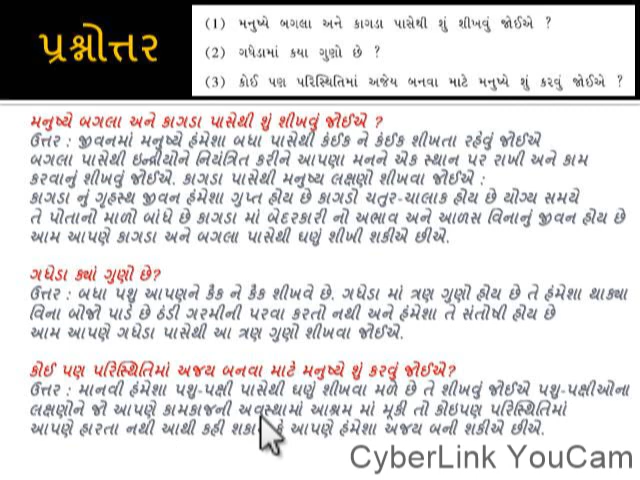 પ્રશ્નોત્તર
(1) મનુષ્યે બગલા અને કાગડા પાસેથી શું શીખવું જોઈએ ?
(2) ગધેડામાં કયા ગુણો છે ?
(3) કોઈ પણ પરિસ્થિતિમાં અજેય બનવા માટે મનુષ્યે શું કરવું જોઈએ ?
મનુષ્યે બગલા અને કાગડા પાસેથી શું શીખવું જોઈએ ?
ઉત્તર : જીવનમાં મનુષ્યે હંમેશા બધા પાસેથી કંઈક ને કંઈક શીખતા રહેવું જોઈએ
બગલા પાસેથી ઇન્દ્રીયોને નિયંત્રિત કરીને આપણા મનને એક સ્થાન પર રાખી અને કામ
કરવાનું શીખવું જોઈએ. કાગડા પાસેથી મનુષ્ય લક્ષણો શીખવા જોઈએ :
કાગડા નું ગૃહસ્થ જીવન હંમેશા ગુપ્ત હોય છે કાગડો ચતુર-ચાલાક હોય છે યોગ્ય સમયે
તે પોતાનો માળો બાંધે છે કાગડા માં બેદરકારી નો અભાવ અને આળસ વિનાનું જીવન હોય છે
આમ આપણે કાગડા અને બગલા પાસેથી ઘણું શીખી શકીએ છીએ.
ગધેડા ક્યાં ગુણો છે?
ઉત્તર : બધા પશુ આપણને કૈક ને કૈક શીખવે છે. ગધેડા માં ત્રણ ગુણો હોય છે તે હંમેશા થાક્યા
વિના બોજો પાડે છે ઠંડી ગરમીની પરવા કરતો નથી અને હંમેશા તે સંતોષી હોય છે
આમ આપણે ગધેડા પાસેથી આ ત્રણ ગુણો શીખવા જોઈએ.
કોઈ પણ પરિસ્થિતિમાં અજય બનવા માટે મનુષ્યે શું કરવું જોઈએ?
ઉત્તર : માનવી હંમેશા પશુ-પક્ષી પાસેથી ઘણું શીખવા મળે છે તે શીખવું જોઈએ પશુ-પક્ષીઓના
લક્ષણોને જો આપણે કામકાજની અવસ્થામાં આશ્રમ માં મૂકી તો કોઇપણ પરિસ્થિતિમાં
આપણે હારતા નથી આથી કહી આપણે હંમેશા અજય બની શકીએ છીએ.
CyberLink YouCam